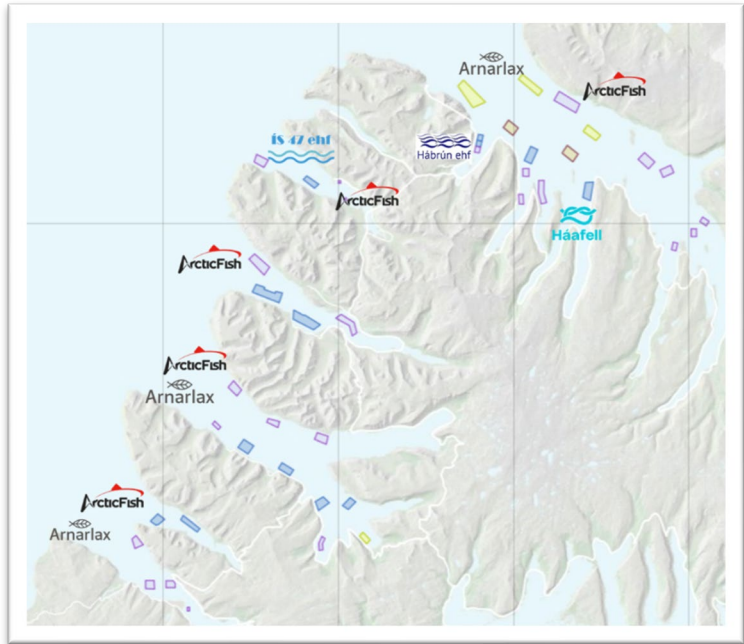 Arnarlax
ArcticFish
ÍS 47 ehf
Hábrún ehf
ArcticFish
Háafell
ArcticFish
ArcticFish
Arnarlax
ArcticFish
Arnarlax